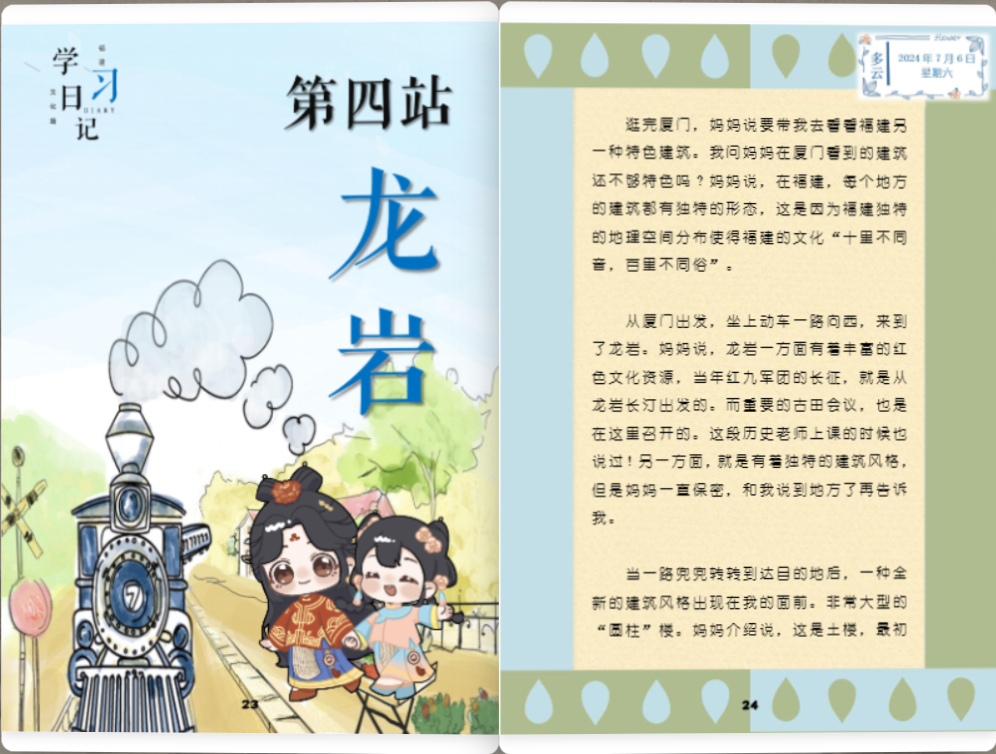 学习日记
福建
文化篇
DIARY
第四站
龙岩
7
23
DIARY
多云
2024年7月6日
星期六
逛完厦门，妈妈说要带我去看看福建另
一种特色建筑。我问妈妈在厦门看到的建筑
还不够特色吗？妈妈说，在福建，每个地方
的建筑都有独特的形态，这是因为福建独特
的地理空间分布使得福建的文化“十里不同
音，百里不同俗”。
从厦门出发，坐上动车一路向西，来到
了龙岩。妈妈说，龙岩一方面有着丰富的红
色文化资源，当年红九军团的长征，就是从
龙岩长汀出发的。而重要的古田会议，也是
在这里召开的。这段历史老师上课的时候也
说过！另一方面，就是有着独特的建筑风格，
但是妈妈一直保密，和我说到地方了再告诉
我。
当一路兜兜转转到达目的地后，一种全
新的建筑风格出现在我的面前。非常大型的
“圆柱”楼。妈妈介绍说，这是土楼，最初
24